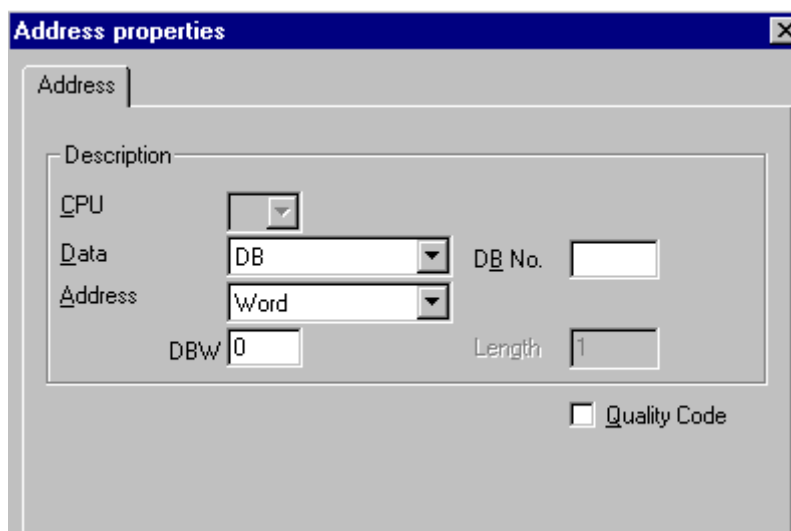 Address properties
Address
Description
CPU
Data DB DB No.
Address Word
DBW 0 Length 1
Quality Code